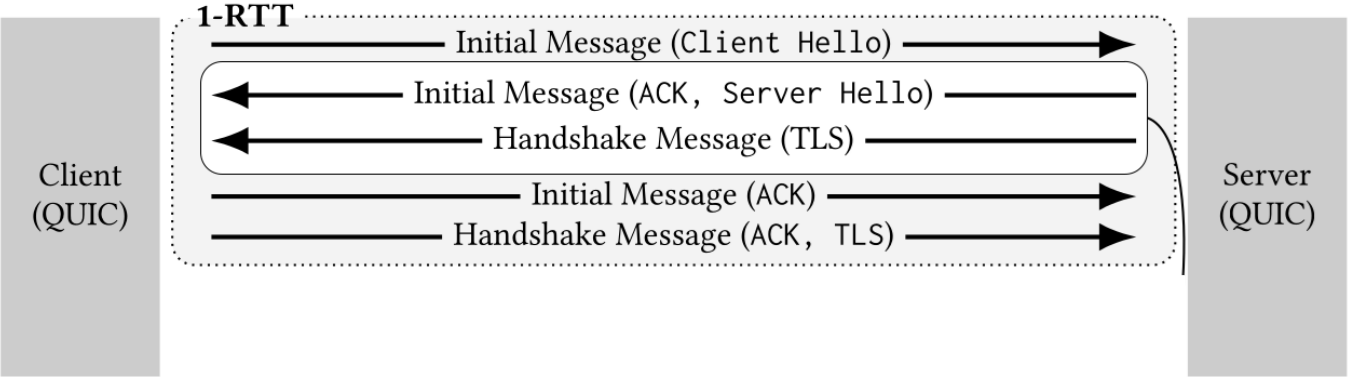 1-RTT
Initial Message (Client Hello)
Initial Message (ACK, Server Hello)
Handshake Message (TLS)
Initial Message (ACK)
Handshake Message (ACK, TLS)
Client
(QUIC)
Server
(QUIC)